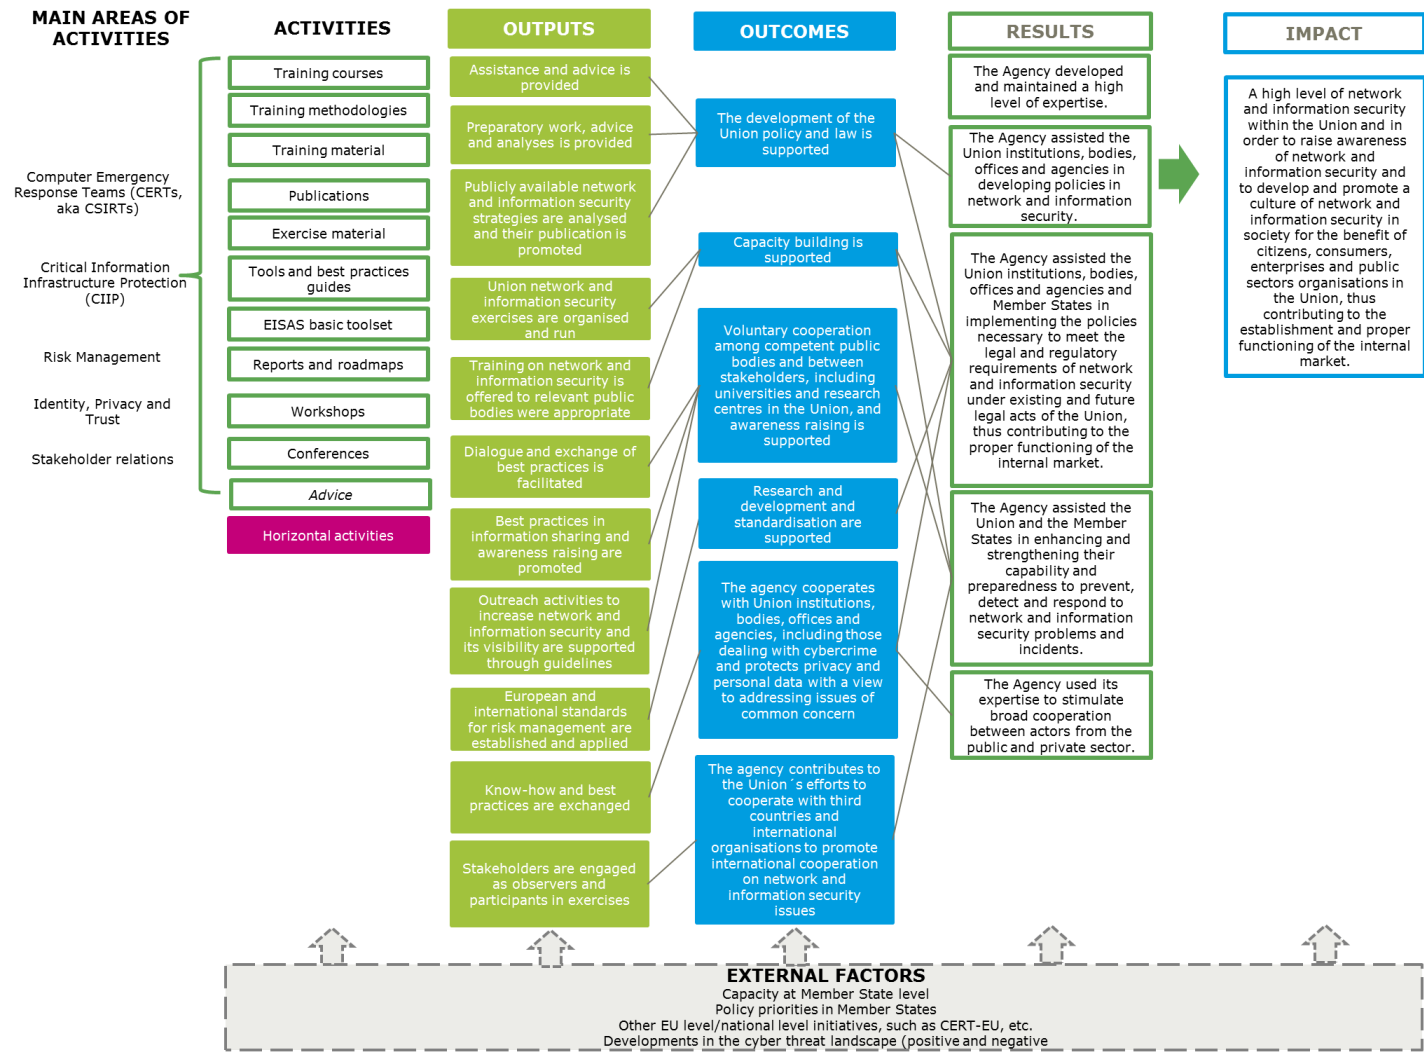 MAIN AREAS OF
ACTIVITIES
Computer Emergency
Response Teams (CERTs,
aka CSIRTs)
Critical Information
Infrastructure Protection
(CIIP)
Risk Management
Identity, Privacy and
Trust
Stakeholder relations
ACTIVITIES
Training courses
Training methodologies
Training material
Publications
Exercise material
Tools and best practices
guides
EISAS basic toolset
Reports and roadmaps
Workshops
Conferences
Advice
Horizontal activities
OUTPUTS
Assistance and advice is
provided
Preparatory work, advice
and analyses is provided
Publicly available network
and information security
strategies are analysed
and their publication is
promoted
Union network and
information security
exercises are organised
and run
Training on network and
information security is
offered to relevant public
bodies were appropriate
Dialogue and exchange of
best practices is
facilitated
Best practices in
information sharing and
awareness raising are
promoted
Outreach activities to
increase network and
information security and
its visibility are supported
through guidelines
European and
international standards
for risk management are
established and applied
Know-how and best
practices are exchanged
Stakeholders are engaged
as observers and
participants in exercises
OUTCOMES
The development of the
Union policy and law is
supported
Capacity building is
supported
Voluntary cooperation
among competent public
bodies and between
stakeholders, including
universities and research
centres in the Union, and
awareness raising is
supported
Research and
development and
standardisation are
supported
The agency cooperates
with Union institutions,
bodies, offices and
agencies, including those
dealing with cybercrime
and protects privacy and
personal data with a view
to addressing issues of
common concern
The agency contributes to
the Union´s efforts to
cooperate with third
countries and
international
organisations to promote
international cooperation
on network and
information security
issues
RESULTS
The Agency developed
and maintained a high
level of expertise.
The Agency assisted the
Union institutions, bodies,
offices and agencies in
developing policies in
network and information
security.
The Agency assisted the
Union institutions, bodies,
offices and agencies and
Member States in
implementing the policies
necessary to meet the
legal and regulatory
requirements of network
and information security
under existing and future
legal acts of the Union,
thus contributing to the
proper functioning of the
internal market.
The Agency assisted the
Union and the Member
States in enhancing and
strengthening their
capability and
preparedness to prevent,
detect and respond to
network and information
security problems and
incidents.
The Agency used its
expertise to stimulate
broad cooperation
between actors from the
public and private sector.
IMPACT
A high level of network
and information security
within the Union and in
order to raise awareness
of network and
information security and
to develop and promote a
culture of network and
information security in
society for the benefit of
citizens, consumers,
enterprises and public
sectors organisations in
the Union, thus
contributing to the
establishment and proper
functioning of the internal
market.
EXTERNAL FACTORS
Capacity at Member State level
Policy priorities in Member States
Other EU level/national level initiatives, such as CERT-EU, etc.
Developments in the cyber threat landscape (positive and negative